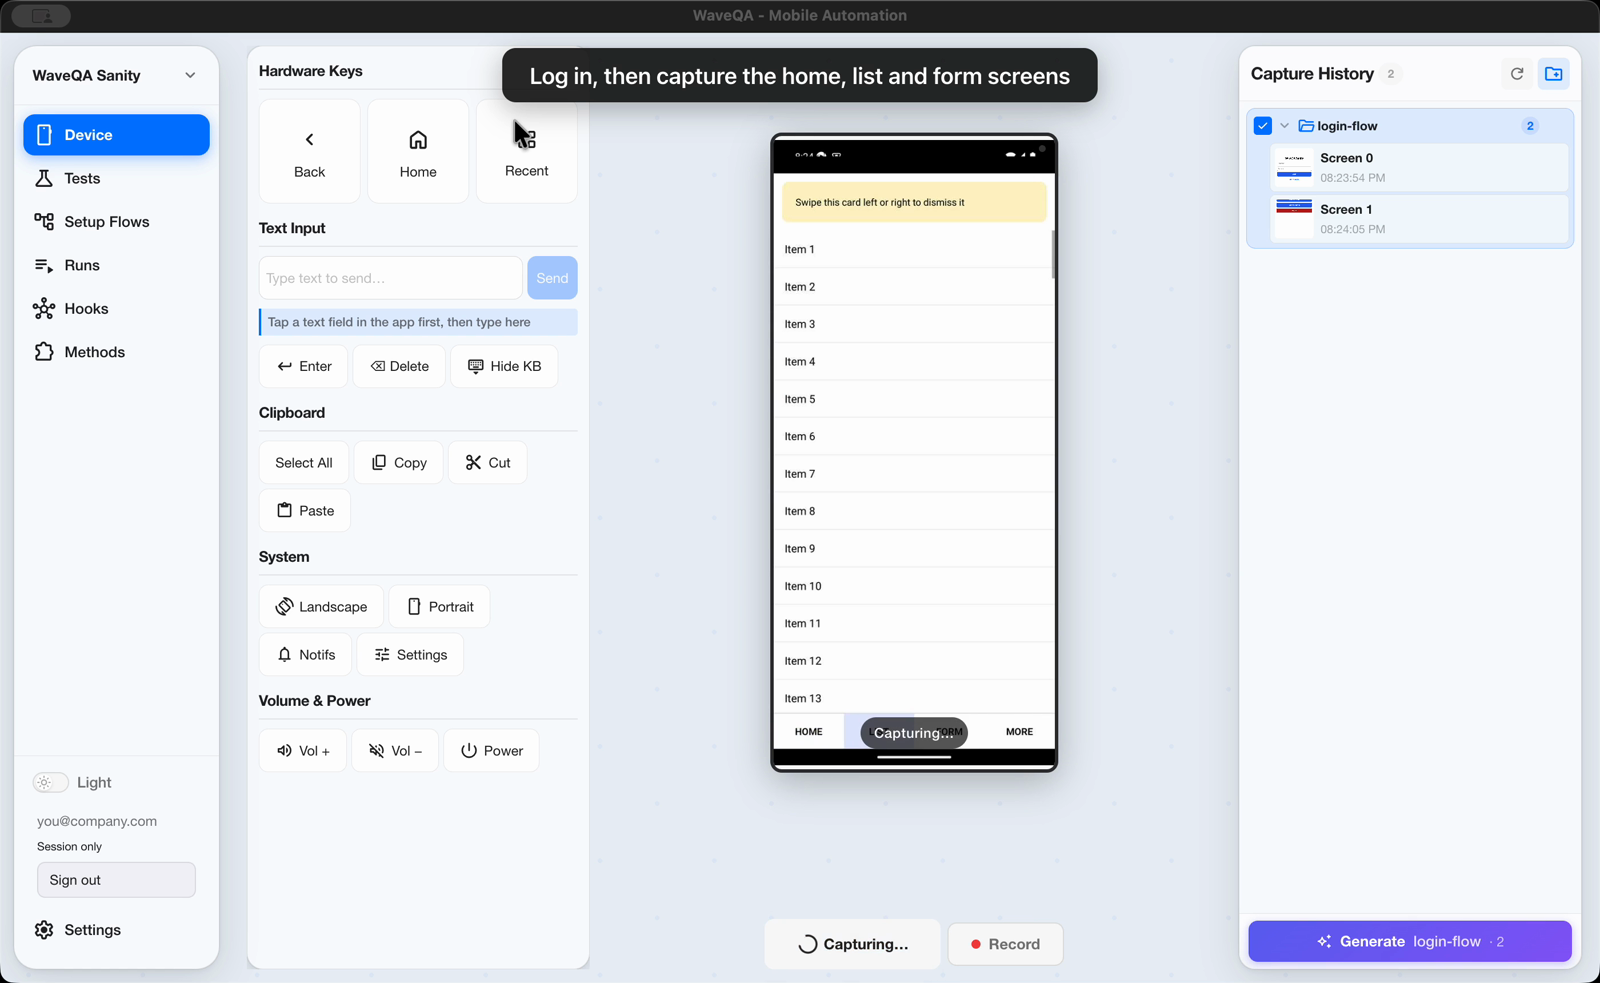 WaveQA - Mobile Automation
WaveQA Sanity
Device
Tests
Setup Flows
Runs
Hooks
Methods
Light
you@company.com
Session only
Sign out
Settings
Hardware Keys
Back
Home
Recent
Text Input
Type text to send...
Send
Tap a text field in the app first, then type here
Enter
Delete
Hide KB
Clipboard
Select All
Copy
Cut
Paste
System
Landscape
Portrait
Notifs
Settings
Volume & Power
Vol +
Vol –
Power
Log in, then capture the home, list and form screens
Swipe this card left or right to dismiss it
Item 1
Item 2
Item 3
Item 4
Item 5
Item 6
Item 7
Item 8
Item 9
Item 10
Item 11
Item 12
Item 13
HOME
MORE
Capturing...
Capturing...
Record
Capture History 2
login-flow 2
Screen 0
08:23:54 PM
Screen 1
08:24:05 PM
Generate login-flow · 2